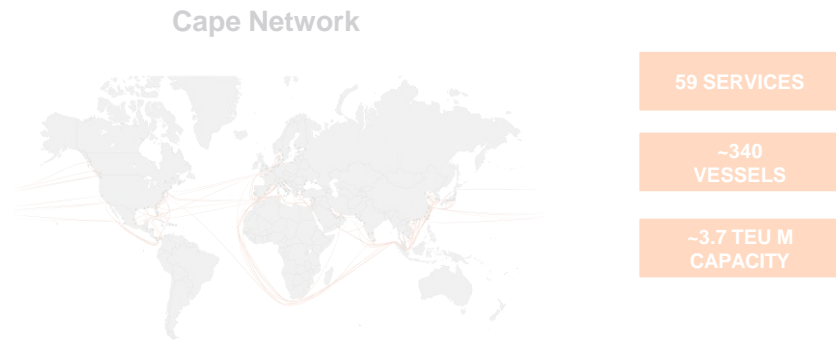 Cape Network
59 SERVICES
~340
VESSELS
~3.7 TEU M
CAPACITY